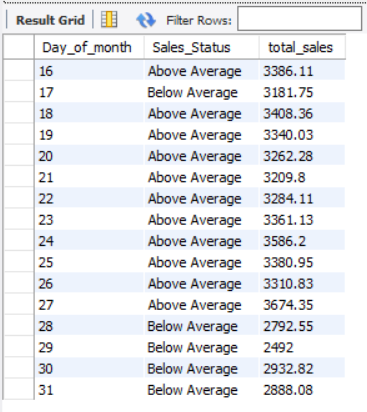 Result Grid Filter Rows:
Day_of_month Sales_Status total_sales
16 Above Average 3386.11
17 Below Average 3181.75
18 Above Average 3408.36
19 Above Average 3340.03
20 Above Average 3262.28
21 Above Average 3209.8
22 Above Average 3284.11
23 Above Average 3361.13
24 Above Average 3586.2
25 Above Average 3380.95
26 Above Average 3310.83
27 Above Average 3674.35
28 Below Average 2792.55
29 Below Average 2492
30 Below Average 2932.82
31 Below Average 2888.08